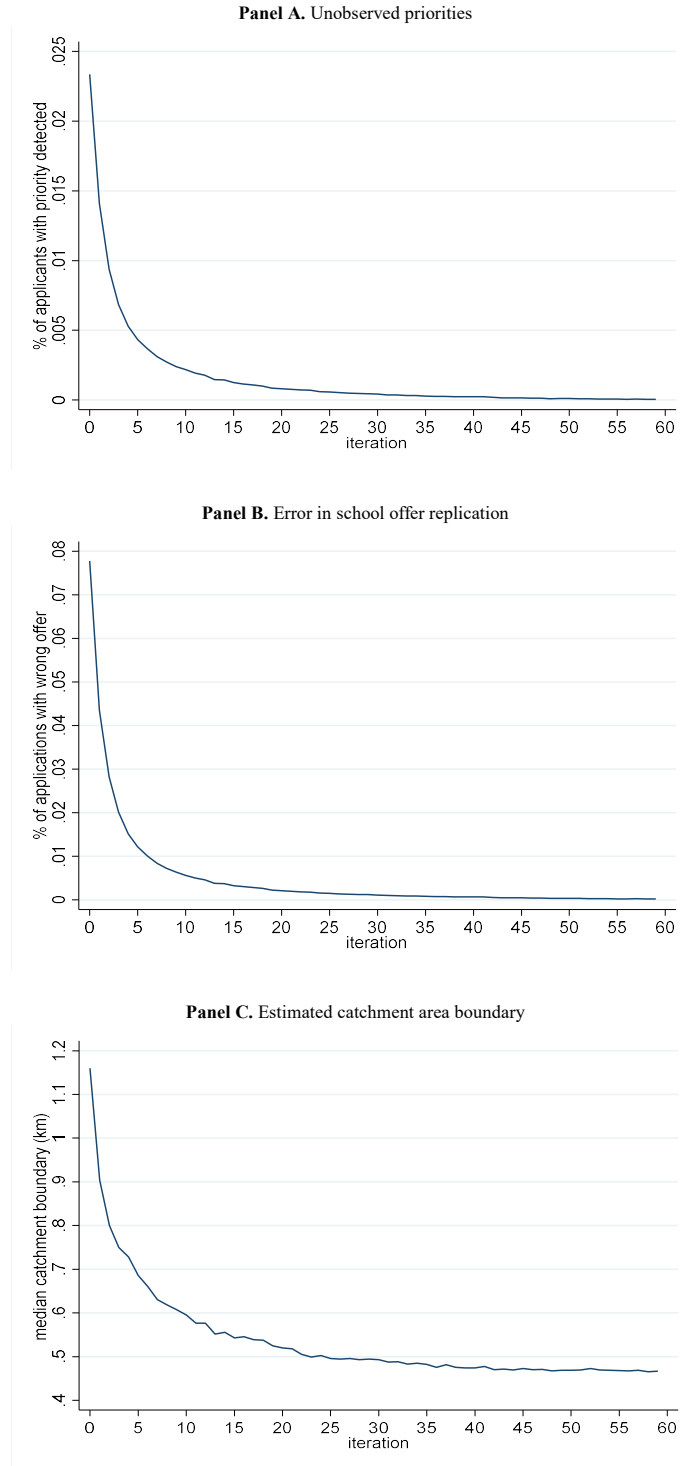 Panel A. Unobserved priorities
% of applicants with priority detected
.025
.02
.015
.01
.005
0
0 5 10 15 20 25 30 35 40 45 50 55 60
iteration
Panel B. Error in school offer replication
% of applications with wrong offer
.08
.07
.06
.05
.04
.03
.02
.01
0
0 5 10 15 20 25 30 35 40 45 50 55 60
iteration
Panel C. Estimated catchment area boundary
median catchment boundary (km)
1.2
1.1
1
.9
.8
.7
.6
.5
.4
0 5 10 15 20 25 30 35 40 45 50 55 60
iteration